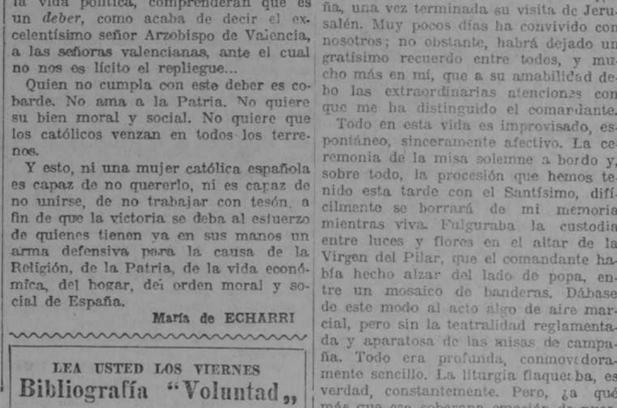 la vida política, comprenderán que es
un deber, como acaba de decir el ex-
celentísimo señor Arzobispo de Valencia,
a las señoras valencianas, ante el cual
no nos es lícito el repliegue...
Quien no cumpla con este deber es co-
barde. No ama a la Patria. No quiere
su bien moral y social. No quiere que
los católicos venzan en todos los terre-
nos.
Y esto, ni una mujer católica española
es capaz de no quererlo, ni es capaz de
no unirse, de no trabajar con tesón, a
fin de que la victoria se deba al esfuerzo
de quienes tienen ya en sus manos un
arma defensiva para la causa de la
Religión, de la Patria, de la vida econó-
mica, del hogar, del orden moral y so-
cial de España.
María de ECHARRI
LEA USTED LOS VIERNES
Bibliografía "Voluntad„
ña, una vez terminada su visita de Jeru-
salén. Muy pocos días ha convivido con
nosotros; no obstante, habrá dejado un
gratísimo recuerdo entre todos, y mu-
cho más en mí, que a su amabilidad de-
bo las extraordinarias atenciones con
que me ha distinguido el comandante.
Todo en esta vida es improvisado, es-
pontáneo, sinceramente afectivo. La ce-
remonia de la misa solemne a bordo y,
sobre todo, la procesión que hemos te-
nido esta tarde con el Santísimo, difí-
cilmente se borrará de mi memoria
mientras viva. Fulguraba la custodia
entre luces y flores en el altar de la
Virgen del Pilar, que el comandante ha-
bía hecho alzar del lado de popa, en-
tre un mosaico de banderas. Dábase
de este modo al acto algo de aire mar-
cial, pero sin la teatralidad reglamenta-
da y aparatosa de las misas de campa-
ña. Todo era profunda, conmovedora-
mente sencillo. La liturgia flaqueaba, es
verdad, constantemente. Pero, ¿a qué
más que esa soberana